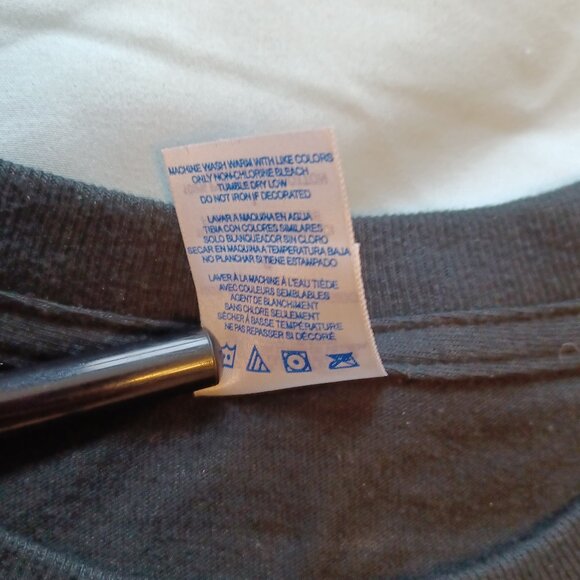 MACHINE WASH WARM WITH LIKE COLORS
ONLY NON-CHLORINE BLEACH
TUMBLE DRY LOW
DO NOT IRON IF DECORATED
LAVAR A MAQUINA EN AGUA
TIBIA CON COLORES SIMILARES
SOLO BLANQUEADOR SIN CLORO
SECAR EN MAQUINA A TEMPERATURA BAJA
NO PLANCHAR SI TIENE ESTAMPADO
LAVER À LA MACHINE À L'EAU TIÈDE
AVEC COULEURS SEMBLABLES
AGENT DE BLANCHIMENT
SANS CHLORE SEULEMENT
SÉCHER À BASSE TEMPÉRATURE
NE PAS REPASSER SI DÉCORÉ.